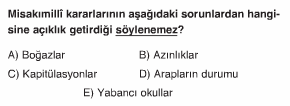 Misakımillî kararlarının aşağıdaki sorunlardan hangi-
sine açıklık getirdiği söylenemez?
A) Boğazlar B) Azınlıklar
C) Kapitülasyonlar D) Arapların durumu
E) Yabancı okullar